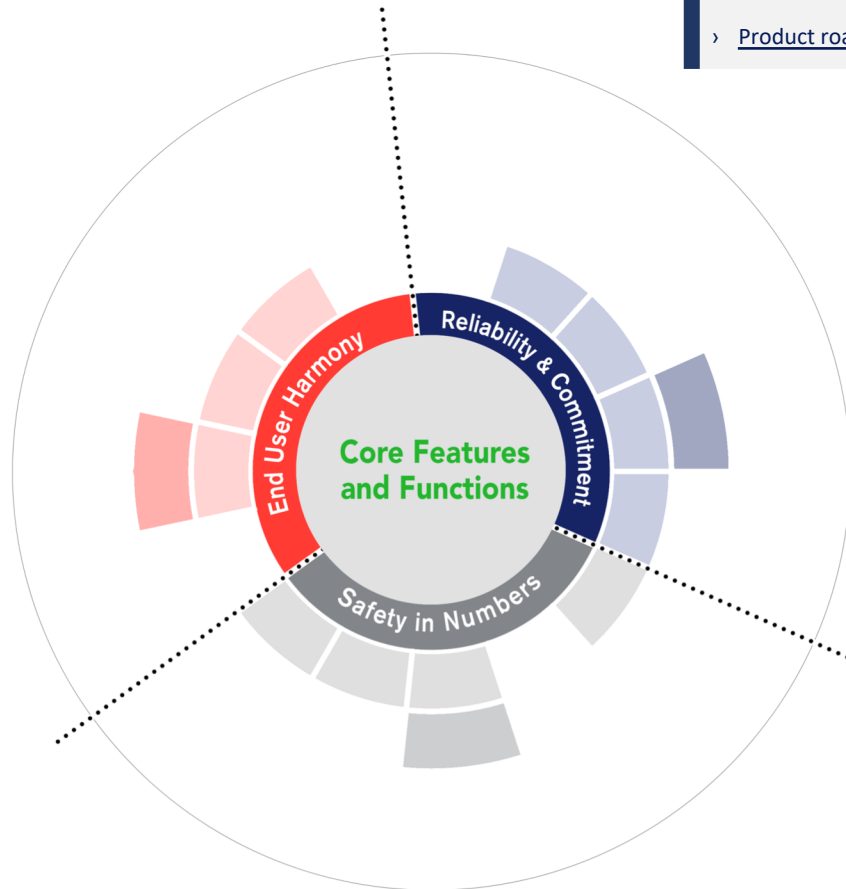 › Product roa
Reliability & Commitment
End User Harmony
Core Features
and Functions
Safety in Numbers